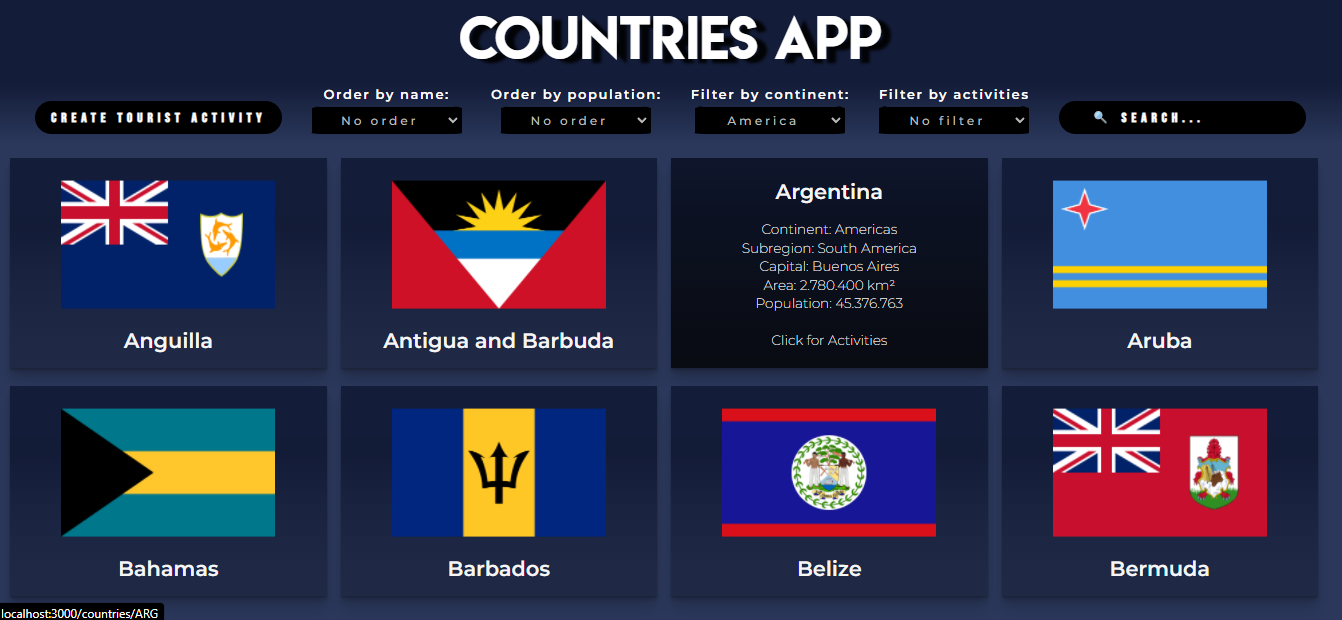 COUNTRIES APP
Order by name:
Order by population:
Filter by continent:
Filter by activities
CREATE TOURIST ACTIVITY
No order
No order
America
No filter
🔍 SEARCH...
Anguilla
Antigua and Barbuda
Argentina
Continent: Americas
Subregion: South America
Capital: Buenos Aires
Area: 2.780.400 km²
Population: 45.376.763
Click for Activities
Aruba
Bahamas
Barbados
Belize
Bermuda
localhost:3000/countries/ARG